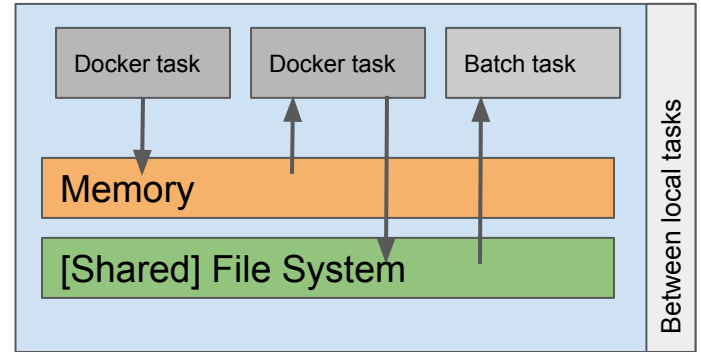 Docker task
Docker task
Batch task
Memory
[Shared] File System
Between local tasks